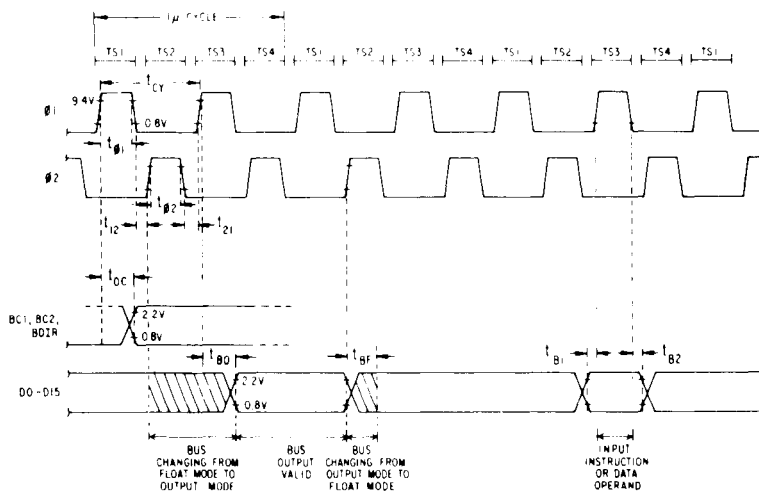 1μ CYCLE
TS1 TS2 TS3 TS4 TS1 TS2 TS3 TS4 TS1 TS2 TS3 TS4 TS1
tCY
9.4V
Ø1
0.8V
tØ1
Ø2
tØ2
t12 t21
tDC
BC1, BC2,
BDIR
2.2V
0.8V
tBO tBF tB1 tB2
D0-D15
2.2V
0.8V
BUS
CHANGING FROM
FLOAT MODE TO
OUTPUT MODE
BUS
OUTPUT
VALID
BUS
CHANGING FROM
OUTPUT MODE TO
FLOAT MODE
INPUT
INSTRUCTION
OR DATA
OPERAND